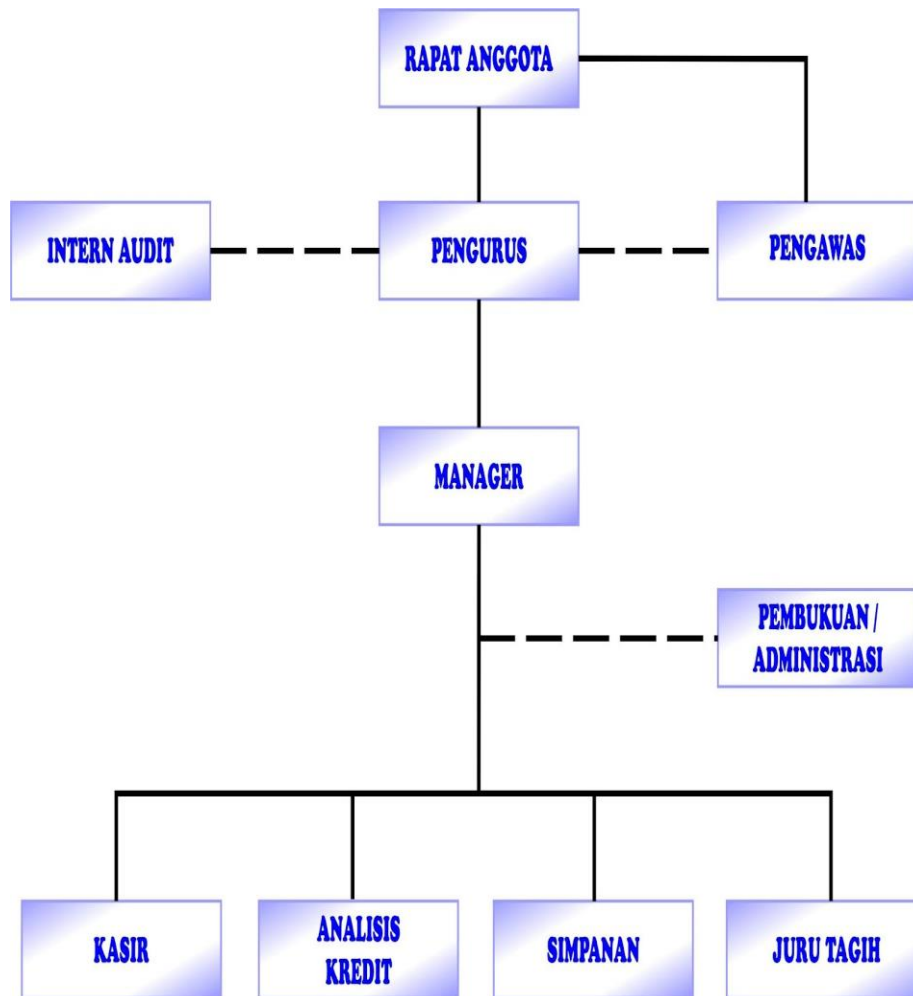 RAPAT ANGGOTA
INTERN AUDIT
PENGURUS
PENGAWAS
MANAGER
PEMBUKUAN /
ADMINISTRASI
KASIR
ANALISIS
KREDIT
SIMPANAN
JURU TAGIH